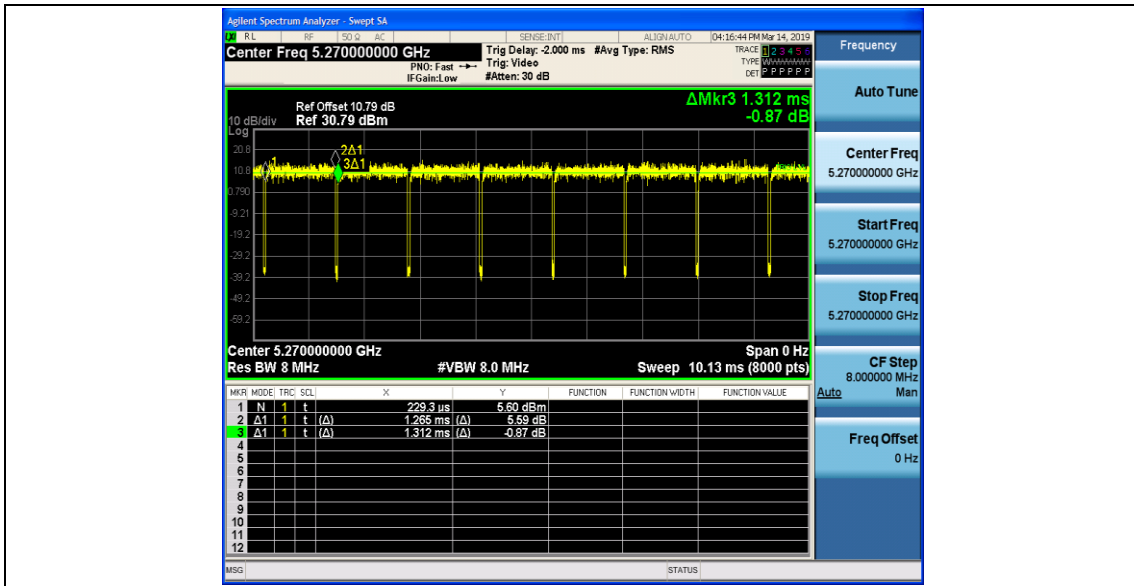 Agilent Spectrum Analyzer - Swept SA
LXI RL RF 50 Ω AC SENSE:INT ALIGNAUTO 04:16:44 PM Mar 14, 2019
Center Freq 5.270000000 GHz
PNO: Fast
IFGain:Low
Trig Delay: -2.000 ms #Avg Type: RMS
Trig: Video
#Atten: 30 dB
TRACE 1 2 3 4 5 6
TYPE WWWWWW
DET P P P P P P
ΔMkr3 1.312 ms
-0.87 dB
Ref Offset 10.79 dB
10 dB/div Ref 30.79 dBm
Log
20.8
10.8
0.790
-9.21
-19.2
-29.2
-39.2
-49.2
-59.2
1
2Δ1
3Δ1
Center 5.270000000 GHz Span 0 Hz
Res BW 8 MHz #VBW 8.0 MHz Sweep 10.13 ms (8000 pts)
MKR MODE TRC SCL X Y FUNCTION FUNCTION WIDTH FUNCTION VALUE
1 N 1 t 229.3 µs 5.60 dBm
2 Δ1 1 t (Δ) 1.265 ms (Δ) 5.59 dB
3 Δ1 1 t (Δ) 1.312 ms (Δ) -0.87 dB
4
5
6
7
8
9
10
11
12
MSG STATUS
Frequency
Auto Tune
Center Freq
5.270000000 GHz
Start Freq
5.270000000 GHz
Stop Freq
5.270000000 GHz
CF Step
8.000000 MHz
Auto Man
Freq Offset
0 Hz